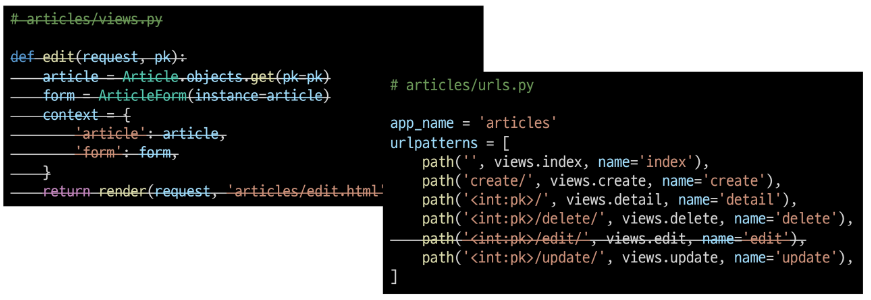 # articles/views.py
def edit(request, pk):
    article = Article.objects.get(pk=pk)
    form = ArticleForm(instance=article)
    context = {
        'article': article,
        'form': form,
    }
    return render(request, 'articles/edit.html'
# articles/urls.py
app_name = 'articles'
urlpatterns = [
    path('', views.index, name='index'),
    path('create/', views.create, name='create'),
    path('<int:pk>/', views.detail, name='detail'),
    path('<int:pk>/delete/', views.delete, name='delete'),
    path('<int:pk>/edit/', views.edit, name='edit'),
    path('<int:pk>/update/', views.update, name='update'),
]